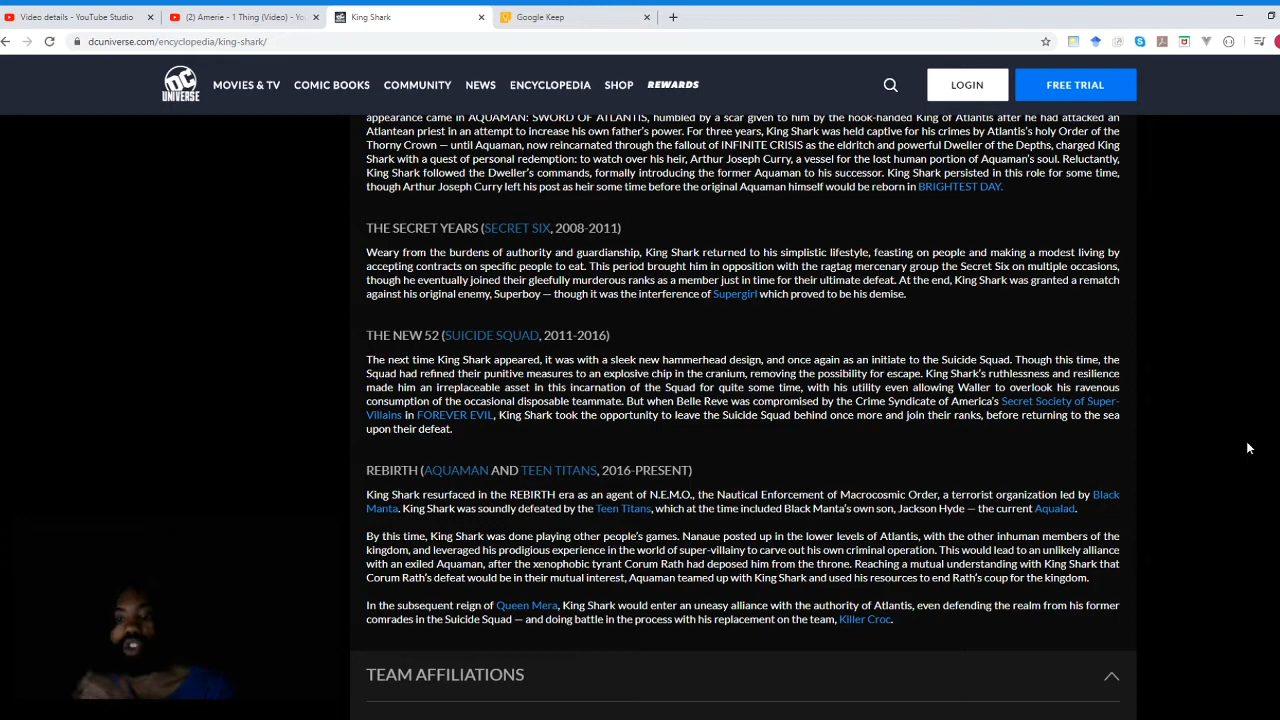 Video details - YouTube Studio
(2) Amerie - 1 Thing (Video) - Yo
King Shark
Google Keep
dcuniverse.com/encyclopedia/king-shark/
DC
UNIVERSE
MOVIES & TV
COMIC BOOKS
COMMUNITY
NEWS
ENCYCLOPEDIA
SHOP
REWARDS
LOGIN
FREE TRIAL
appearance came in AQUAMAN: SWORD OF ATLANTIS, humbled by a scar given to him by the hook-handed King of Atlantis after he had attacked an
Atlantean priest in an attempt to increase his own father's power. For three years, King Shark was held captive for his crimes by Atlantis's holy Order of the
Thorny Crown — until Aquaman, now reincarnated through the fallout of INFINITE CRISIS as the eldritch and powerful Dweller of the Depths, charged King
Shark with a quest of personal redemption: to watch over his heir, Arthur Joseph Curry, a vessel for the lost human portion of Aquaman's soul. Reluctantly,
King Shark followed the Dweller's commands, formally introducing the former Aquaman to his successor. King Shark persisted in this role for some time,
though Arthur Joseph Curry left his post as heir some time before the original Aquaman himself would be reborn in BRIGHTEST DAY.
THE SECRET YEARS (SECRET SIX, 2008-2011)
Weary from the burdens of authority and guardianship, King Shark returned to his simplistic lifestyle, feasting on people and making a modest living by
accepting contracts on specific people to eat. This period brought him in opposition with the ragtag mercenary group the Secret Six on multiple occasions,
though he eventually joined their gleefully murderous ranks as a member just in time for their ultimate defeat. At the end, King Shark was granted a rematch
against his original enemy, Superboy — though it was the interference of Supergirl which proved to be his demise.
THE NEW 52 (SUICIDE SQUAD, 2011-2016)
The next time King Shark appeared, it was with a sleek new hammerhead design, and once again as an initiate to the Suicide Squad. Though this time, the
Squad had refined their punitive measures to an explosive chip in the cranium, removing the possibility for escape. King Shark's ruthlessness and resilience
made him an irreplaceable asset in this incarnation of the Squad for quite some time, with his utility even allowing Waller to overlook his ravenous
consumption of the occasional disposable teammate. But when Belle Reve was compromised by the Crime Syndicate of America's Secret Society of Super-
Villains in FOREVER EVIL, King Shark took the opportunity to leave the Suicide Squad behind once more and join their ranks, before returning to the sea
upon their defeat.
REBIRTH (AQUAMAN AND TEEN TITANS, 2016-PRESENT)
King Shark resurfaced in the REBIRTH era as an agent of N.E.M.O., the Nautical Enforcement of Macrocosmic Order, a terrorist organization led by Black
Manta. King Shark was soundly defeated by the Teen Titans, which at the time included Black Manta's own son, Jackson Hyde — the current Aqualad.
By this time, King Shark was done playing other people's games. Nanaue posted up in the lower levels of Atlantis, with the other inhuman members of the
kingdom, and leveraged his prodigious experience in the world of super-villainy to carve out his own criminal operation. This would lead to an unlikely alliance
with an exiled Aquaman, after the xenophobic tyrant Corum Rath had deposed him from the throne. Reaching a mutual understanding with King Shark that
Corum Rath's defeat would be in their mutual interest, Aquaman teamed up with King Shark and used his resources to end Rath's coup for the kingdom.
In the subsequent reign of Queen Mera, King Shark would enter an uneasy alliance with the authority of Atlantis, even defending the realm from his former
comrades in the Suicide Squad — and doing battle in the process with his replacement on the team, Killer Croc.
TEAM AFFILIATIONS